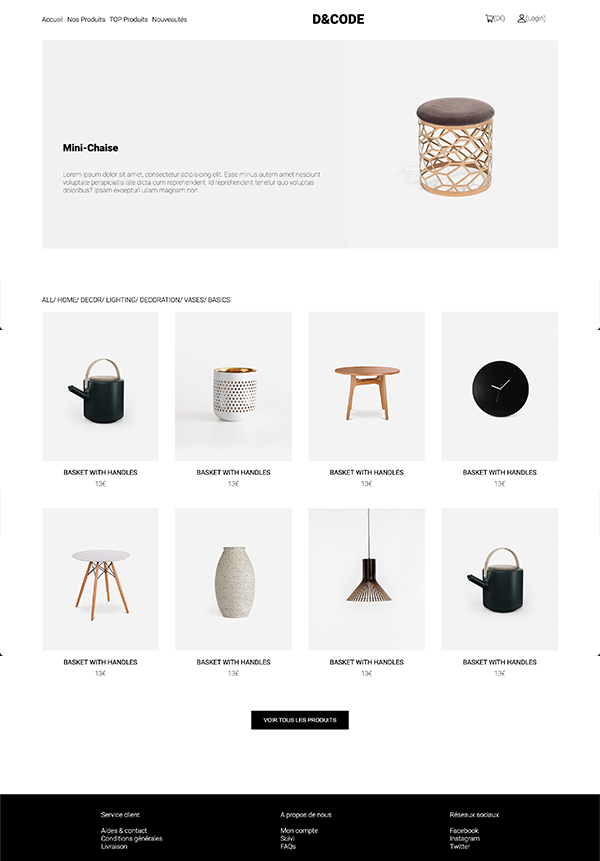 Accueil Nos Produits TOP Produits Nouveautés
D&CODE
(0€) (Login)
Mini-Chaise
Lorem ipsum dolor sit amet, consectetur adipisicing elit. Esse minus autem amet nesciunt
voluptate perspiciatis iste dicta cum reprehenderit. Id reprehenderit tenetur quo voluptas
doloribus? Ipsam excepturi ullam magnam non
ALL/ HOME/ DECOR/ LIGHTING/ DECORATION/ VASES/ BASICS
BASKET WITH HANDLES
13€
BASKET WITH HANDLES
13€
BASKET WITH HANDLES
13€
BASKET WITH HANDLES
13€
BASKET WITH HANDLES
13€
BASKET WITH HANDLES
13€
BASKET WITH HANDLES
13€
BASKET WITH HANDLES
13€
VOIR TOUS LES PRODUITS
Service client
Aides & contact
Conditions générales
Livraison
A propos de nous
Mon compte
Suivi
FAQs
Réseaux sociaux
Facebook
Instagram
Twitter